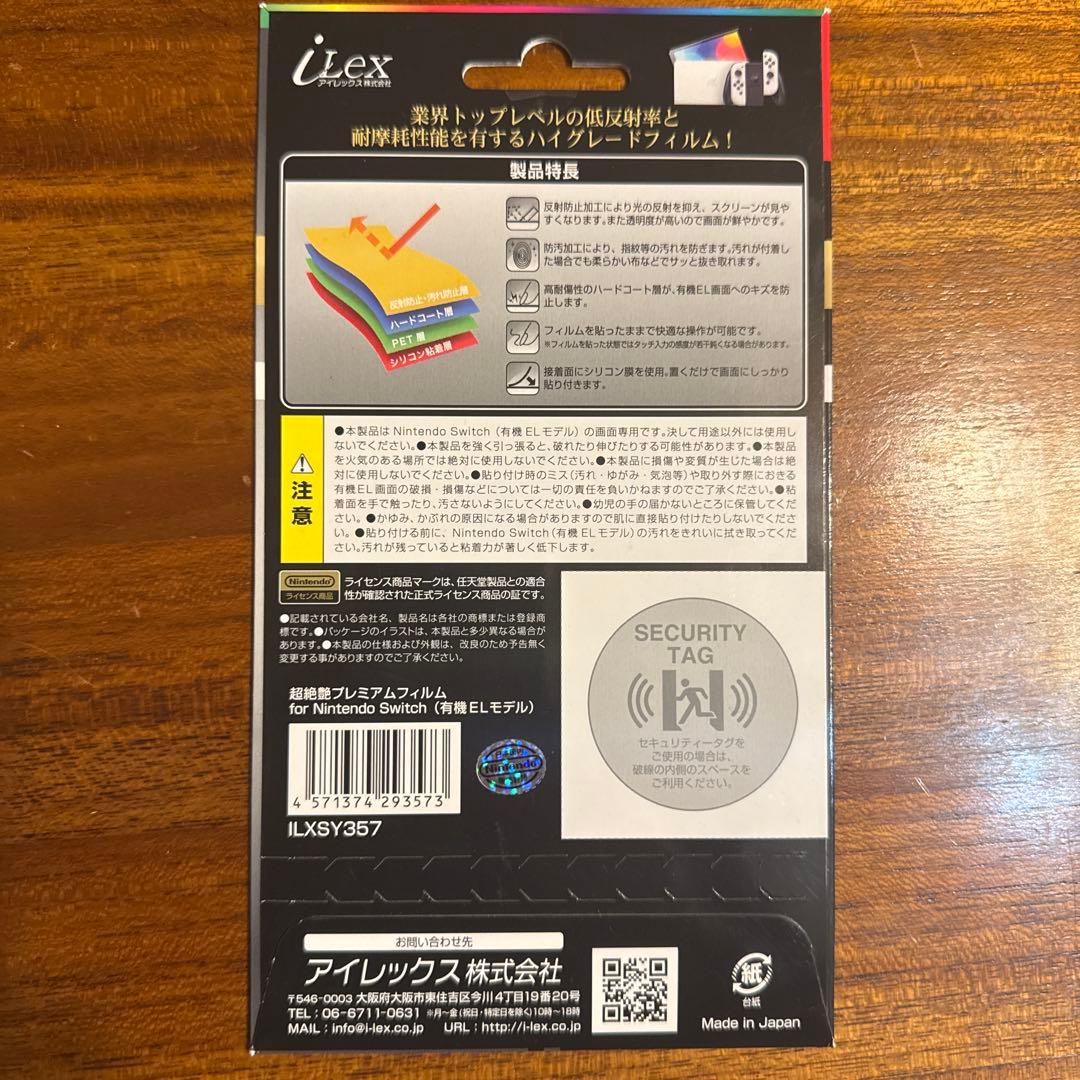 iLex
アイレックス株式会社
業界トップレベルの低反射率と
耐摩耗性能を有するハイグレードフィルム！
製品特長
反射防止・汚れ防止層
ハードコート層
PET層
シリコン粘着層
反射防止加工により光の反射を抑え、スクリーンが見や
すくなります。また透明度が高いので画面が鮮やかです。
防汚加工により、指紋等の汚れを防ぎます。汚れが付着し
た場合でも柔らかい布などでサッと抜き取れます。
高耐傷性のハードコート層が、有機EL画面へのキズを防
止します。
フィルムを貼ったままで快適な操作が可能です。
※フィルムを貼った状態ではタッチ入力の感度が若干鈍くなる場合があります。
接着面にシリコン膜を使用。置くだけで画面にしっかり
貼り付きます。
注意
●本製品はNintendo Switch（有機ELモデル）の画面専用です。決して用途以外には使用し
ないでください。●本製品を強く引っ張ると、破れたり伸びたりする可能性があります。●本製品
を火気のある場所では絶対に使用しないでください。●本製品に損傷や変質が生じた場合は絶
対に使用しないでください。●貼り付け時のミス（汚れ・ゆがみ・気泡等）や取り外す際におきる
有機EL画面の破損・損傷などについては一切の責任を負いかねますのでご了承ください。●粘
着面を手で触ったり、汚さないようにしてください。●幼児の手の届かないところに保管してくだ
さい。●かゆみ、かぶれの原因になる場合がありますので肌に直接貼り付けたりしないでくださ
い。●貼り付ける前に、Nintendo Switch（有機ELモデル）の汚れをきれいに拭き取ってくだ
さい。汚れが残っていると粘着力が著しく低下します。
Nintendo
ライセンス商品
ライセンス商品マークは、任天堂製品との適合
性が確認された正式ライセンス商品の証です。
●記載されている会社名、製品名は各社の商標または登録商
標です。●パッケージのイラストは、本製品と多少異なる場合が
あります。●本製品の仕様および外観は、改良のため予告無く
変更する事がありますのでご了承ください。
超絶艶プレミアムフィルム
for Nintendo Switch（有機ELモデル）
4 571374 293573
ILXSY357
Nintendo
SECURITY
TAG
セキュリティータグを
ご使用の場合は、
破線の内側のスペースを
ご利用ください。
お問い合わせ先
アイレックス株式会社
〒546-0003 大阪府大阪市東住吉区今川4丁目19番20号
TEL：06-6711-0631 ※月～金（祝日・特定日を除く）10時～18時
MAIL：info@i-lex.co.jp URL：http://i-lex.co.jp
紙
台紙
Made in Japan